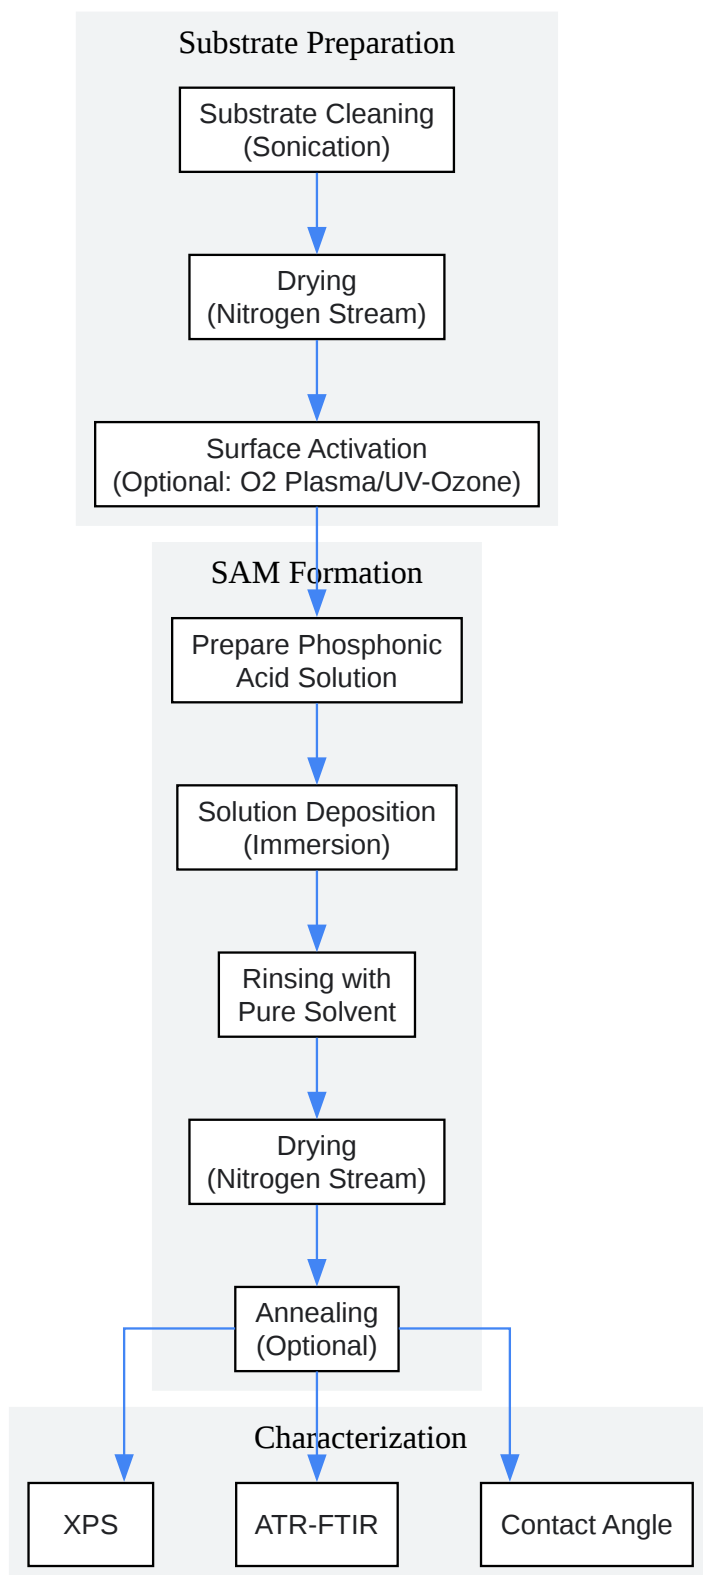 Substrate Preparation
Substrate Cleaning
(Sonication)
Drying
(Nitrogen Stream)
Surface Activation
(Optional: O2 Plasma/UV-Ozone)
SAM Formation
Prepare Phosphonic
Acid Solution
Solution Deposition
(Immersion)
Rinsing with
Pure Solvent
Drying
(Nitrogen Stream)
Annealing
(Optional)
Characterization
XPS
ATR-FTIR
Contact Angle